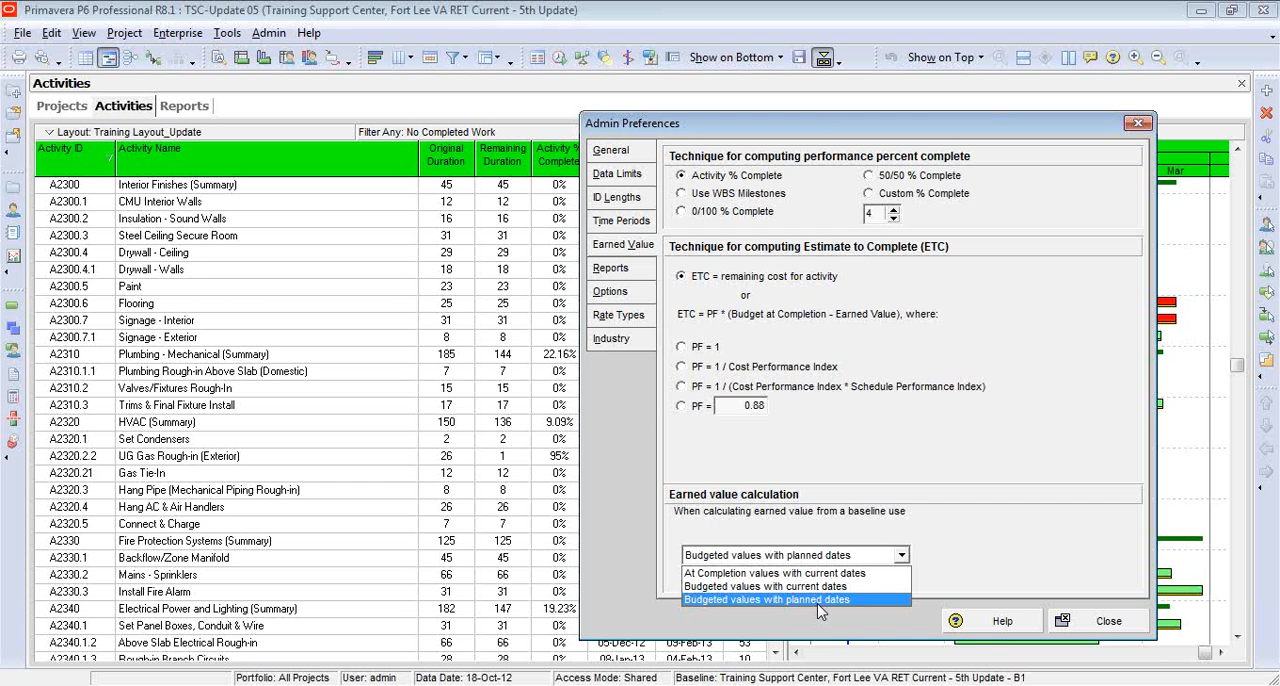 Primavera P6 Professional R8.1 : TSC-Update 05 (Training Support Center, Fort Lee VA RET Current - 5th Update)
File Edit View Project Enterprise Tools Admin Help
Show on Bottom Show on Top
Activities
Projects Activities Reports
Layout: Training Layout_Update Filter Any: No Completed Work
Activity ID Activity Name Original Duration Remaining Duration Activity % Complete Mar
A2300 Interior Finishes (Summary) 45 45 0%
A2300.1 CMU Interior Walls 12 12 0%
A2300.2 Insulation - Sound Walls 16 16 0%
A2300.3 Steel Ceiling Secure Room 31 31 0%
A2300.4 Drywall - Ceiling 29 29 0%
A2300.4.1 Drywall - Walls 18 18 0%
A2300.5 Paint 23 23 0%
A2300.6 Flooring 25 25 0%
A2300.7 Signage - Interior 31 31 0%
A2300.7.1 Signage - Exterior 8 8 0%
A2310 Plumbing - Mechanical (Summary) 185 144 22.16%
A2310.1.1 Plumbing Rough-in Above Slab (Domestic) 7 7 0%
A2310.2 Valves/Fixtures Rough-In 15 15 0%
A2310.3 Trims & Final Fixture Install 17 17 0%
A2320 HVAC (Summary) 150 136 9.09%
A2320.1 Set Condensers 2 2 0%
A2320.2.2 UG Gas Rough-in (Exterior) 26 1 95%
A2320.21 Gas Tie-In 12 12 0%
A2320.3 Hang Pipe (Mechanical Piping Rough-in) 8 8 0%
A2320.4 Hang AC & Air Handlers 27 27 0%
A2320.5 Connect & Charge 7 7 0%
A2330 Fire Protection Systems (Summary) 125 125 0%
A2330.1 Backflow/Zone Manifold 45 45 0%
A2330.2 Mains - Sprinklers 66 66 0%
A2330.3 Install Fire Alarm 31 31 0%
A2340 Electrical Power and Lighting (Summary) 182 147 19.23%
A2340.1 Set Panel Boxes, Conduit & Wire 31 31 0%
A2340.1.2 Above Slab Electrical Rough-in 66 66 0% 05-Dec-12 09-Feb-13 53
A2340.1.3 Rough-in Branch Circuits 28 28 0% 08-Jan-13 04-Feb-13 10
Admin Preferences
General
Data Limits
ID Lengths
Time Periods
Earned Value
Reports
Options
Rate Types
Industry
Technique for computing performance percent complete
Activity % Complete 50/50 % Complete
Use WBS Milestones Custom % Complete
0/100 % Complete 4
Technique for computing Estimate to Complete (ETC)
ETC = remaining cost for activity
or
ETC = PF * (Budget at Completion - Earned Value), where:
PF = 1
PF = 1 / Cost Performance Index
PF = 1 / (Cost Performance Index * Schedule Performance Index)
PF = 0.88
Earned value calculation
When calculating earned value from a baseline use
Budgeted values with planned dates
At Completion values with current dates
Budgeted values with current dates
Budgeted values with planned dates
Help Close
Portfolio: All Projects User: admin Data Date: 18-Oct-12 Access Mode: Shared Baseline: Training Support Center, Fort Lee VA RET Current - 5th Update - B1